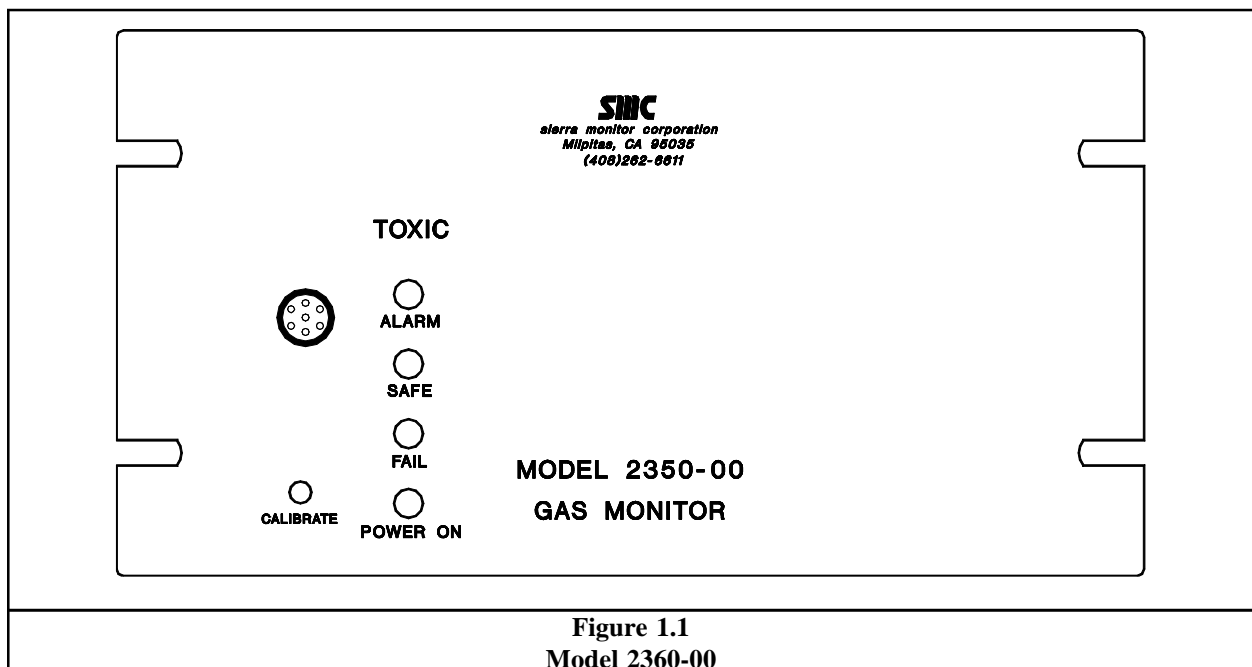 SMC
sierra monitor corporation
Milpitas, CA 95035
(408)262-6611
TOXIC
ALARM
SAFE
FAIL
MODEL 2350-00
CALIBRATE
POWER ON
GAS MONITOR
Figure 1.1
Model 2360-00